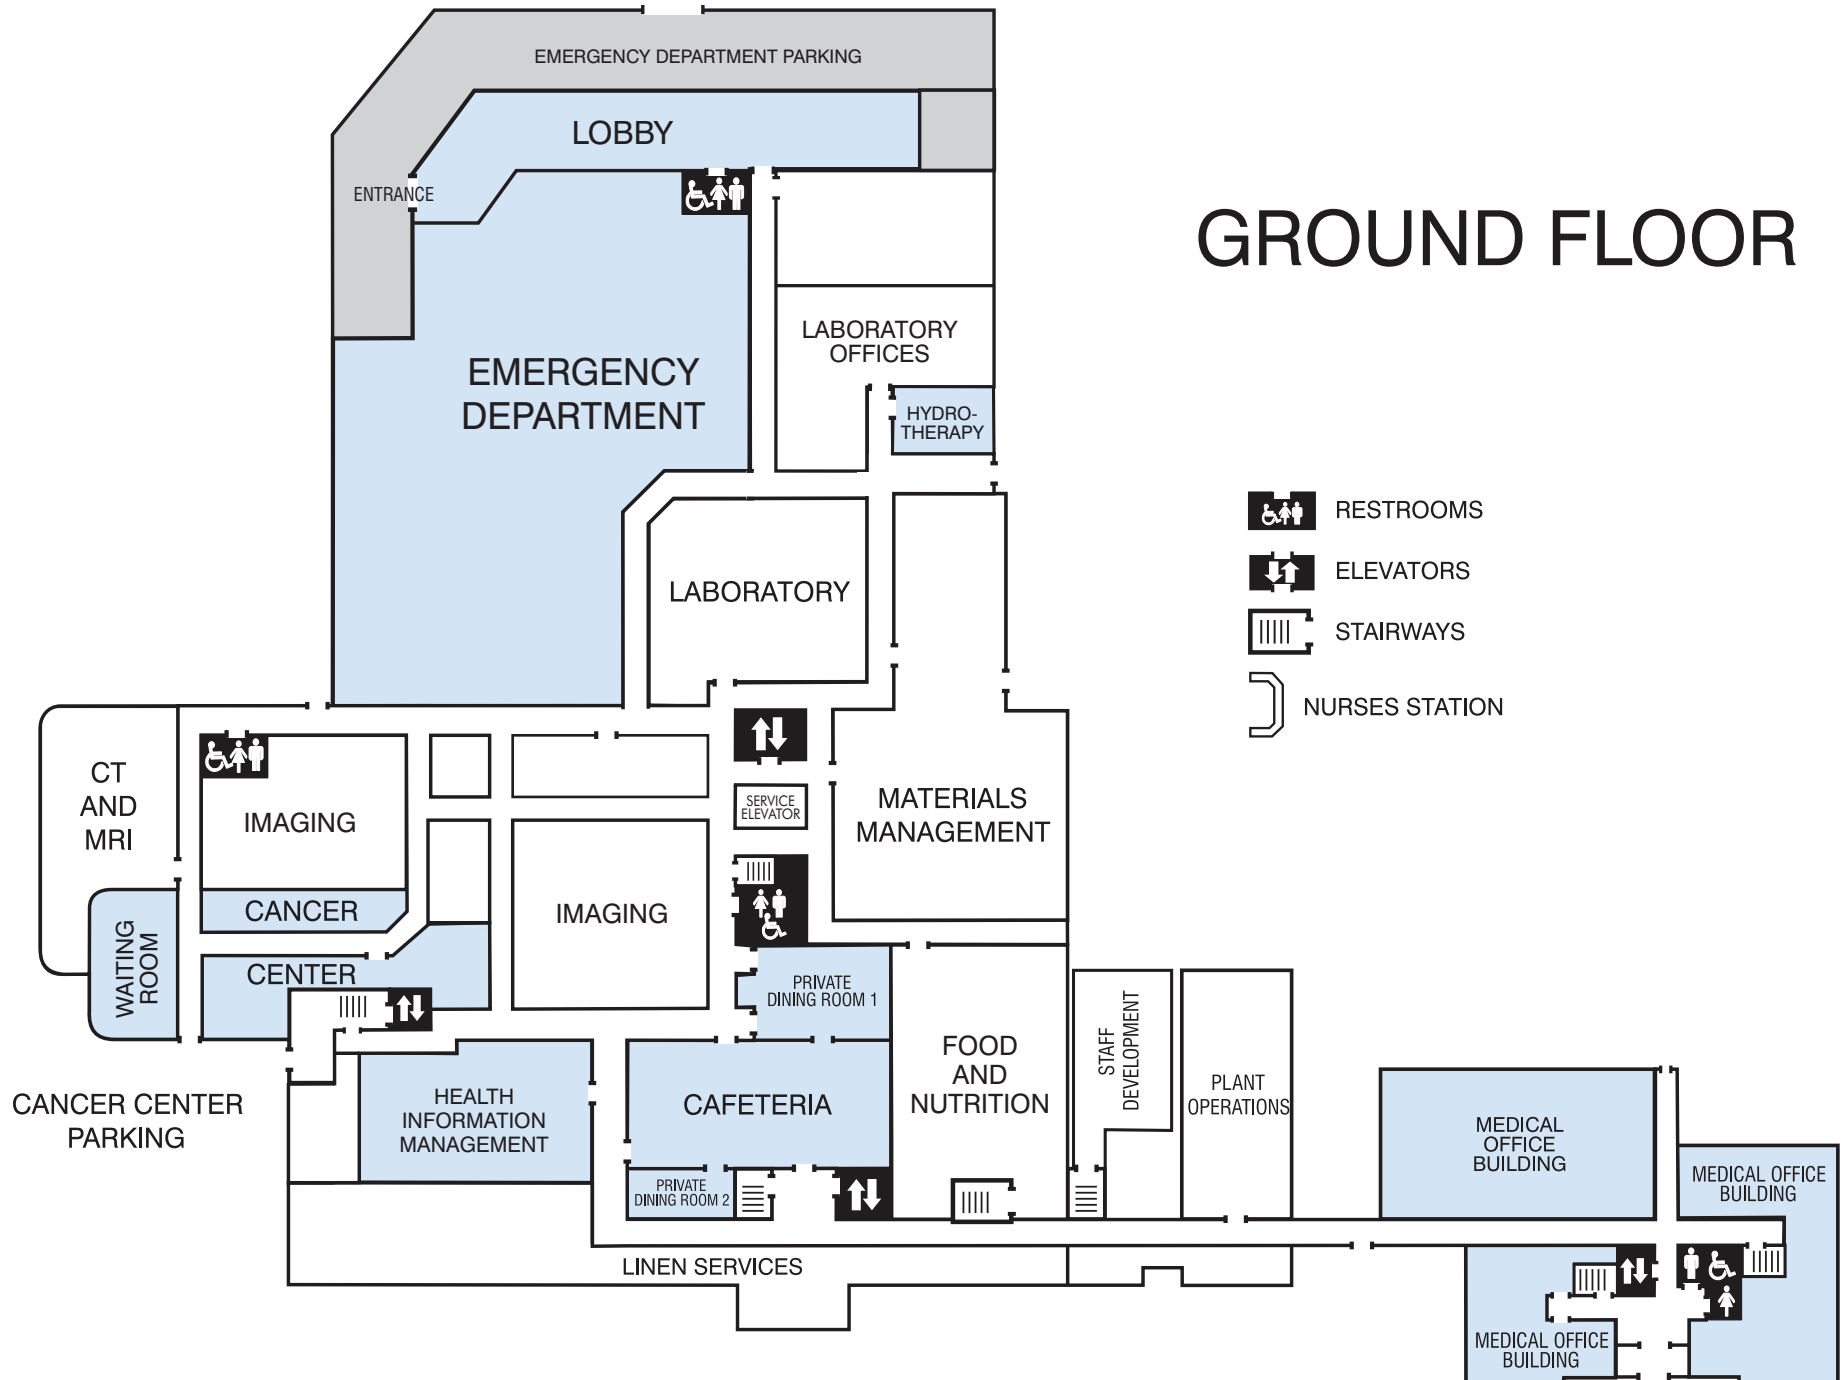 EMERGENCY DEPARTMENT PARKING
LOBBY
ENTRANCE
GROUND FLOOR
LABORATORY
OFFICES
EMERGENCY
DEPARTMENT
HYDRO-
THERAPY
RESTROOMS
ELEVATORS
STAIRWAYS
NURSES STATION
LABORATORY
CT
AND
MRI
IMAGING
SERVICE
ELEVATOR
MATERIALS
MANAGEMENT
CANCER
IMAGING
WAITING
ROOM
CENTER
PRIVATE
DINING ROOM 1
FOOD
AND
NUTRITION
STAFF
DEVELOPMENT
PLANT
OPERATIONS
CANCER CENTER
PARKING
HEALTH
INFORMATION
MANAGEMENT
CAFETERIA
MEDICAL
OFFICE
BUILDING
MEDICAL OFFICE
BUILDING
PRIVATE
DINING ROOM 2
LINEN SERVICES
MEDICAL OFFICE
BUILDING